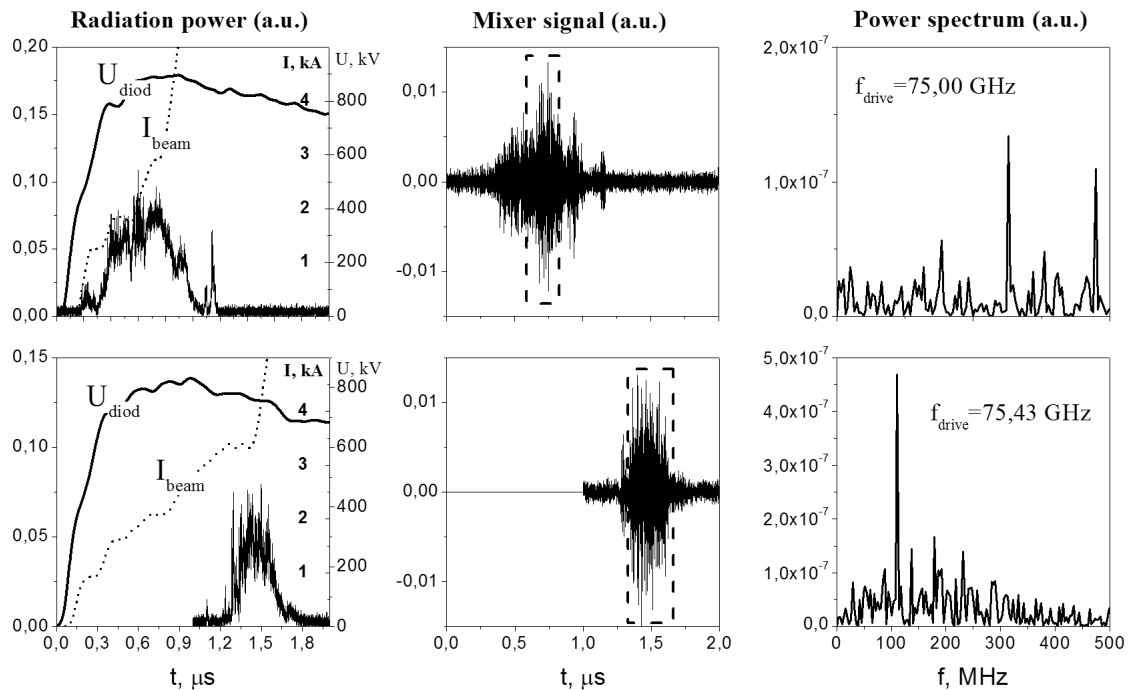 Radiation power (a.u.)
Mixer signal (a.u.)
Power spectrum (a.u.)
0,20
0,15
0,10
0,05
0,00
U diod
I beam
I, kA
4
3
2
1
U, kV
800
600
400
200
0
0,01
0,00
-0,01
2,0x10-7
1,0x10-7
0,0
f drive=75,00 GHz
0,15
0,10
0,05
0,00
U diod
I beam
I, kA
4
3
2
1
U, kV
800
600
400
200
0
0,0 0,3 0,6 0,9 1,2 1,5 1,8
t, μs
0,01
0,00
-0,01
0,0 0,5 1,0 1,5 2,0
t, μs
5,0x10-7
4,0x10-7
3,0x10-7
2,0x10-7
1,0x10-7
0,0
f drive=75,43 GHz
0 100 200 300 400 500
f, MHz